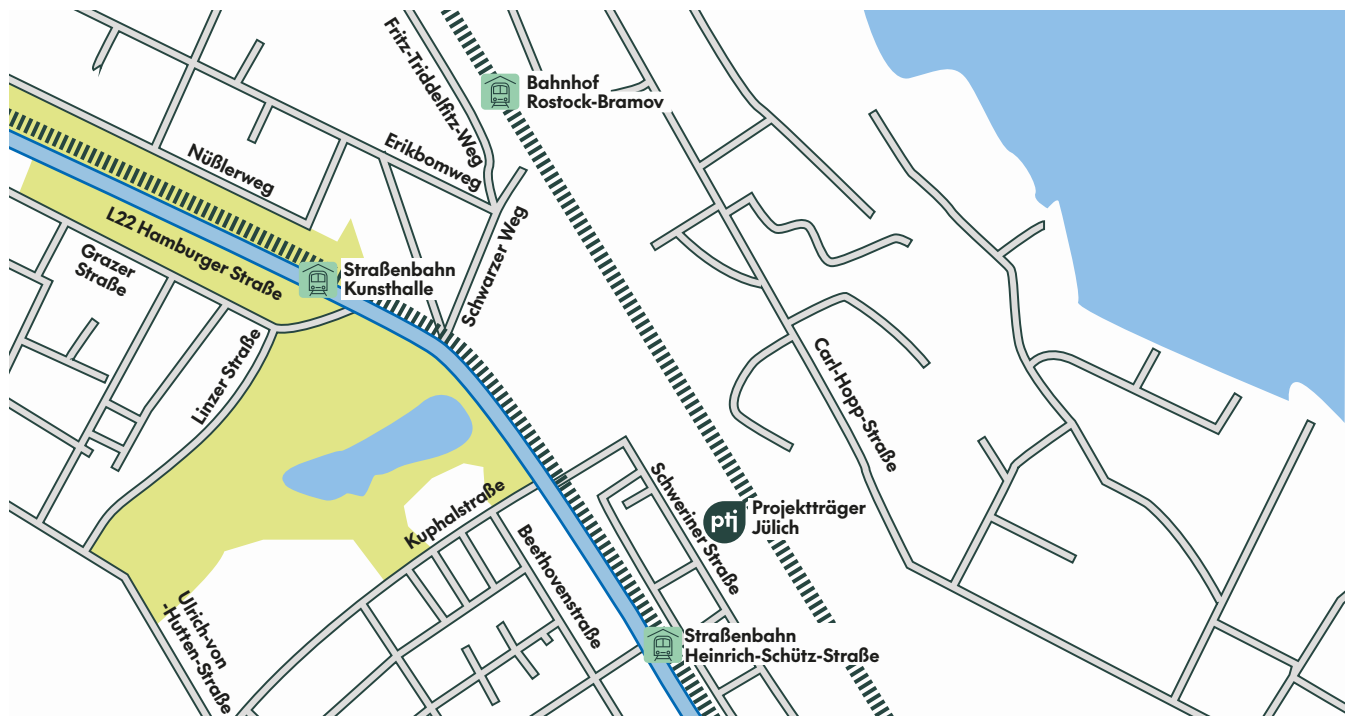 Fritz-Triddelfitz-Weg
Bahnhof
Rostock-Bramov
Nüßlerweg
Erikbomweg
Schwarzer Weg
L22 Hamburger Straße
Grazer
Straße
Straßenbahn
Kunsthalle
Linzer Straße
Carl-Hopp-Straße
Kuphalstraße
Schweriner Straße
ptj
Projektträger
Jülich
Beethovenstraße
Ulrich-von
-Hutten-Straße
Straßenbahn
Heinrich-Schütz-Straße